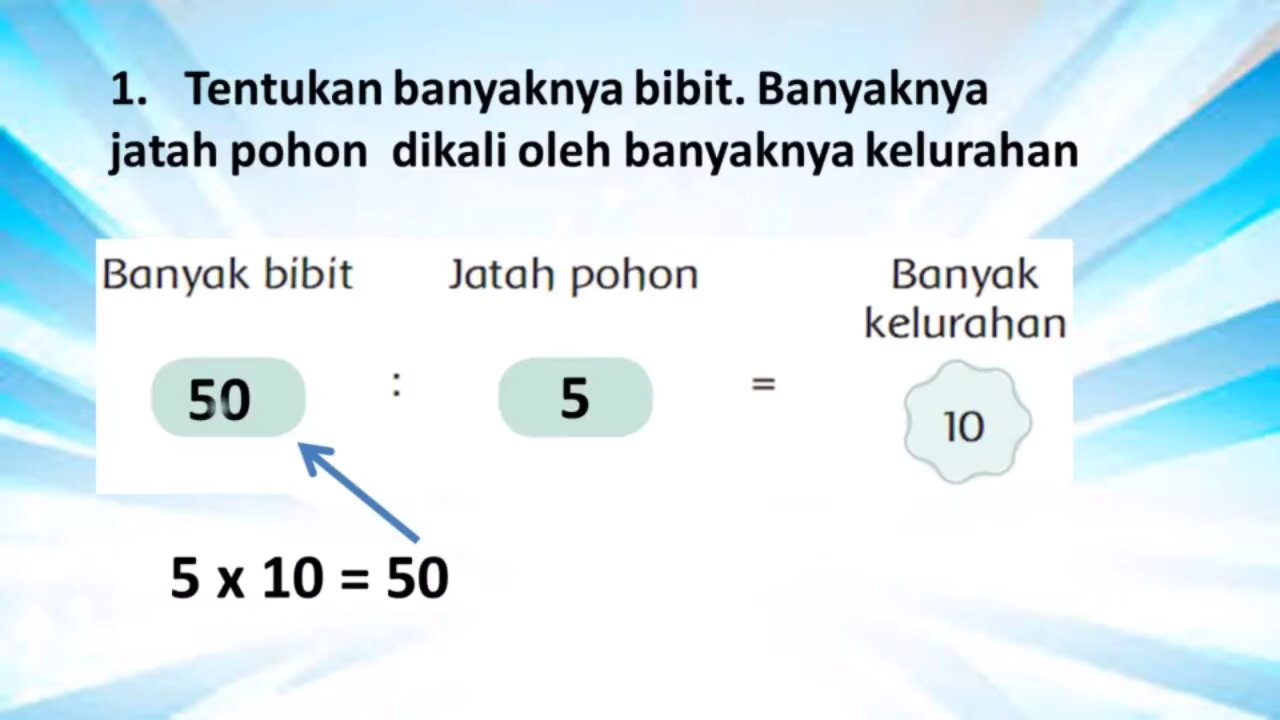 1. Tentukan banyaknya bibit. Banyaknya
jatah pohon dikali oleh banyaknya kelurahan
Banyak bibit Jatah pohon Banyak
kelurahan
50 : 5 = 10
5 x 10 = 50